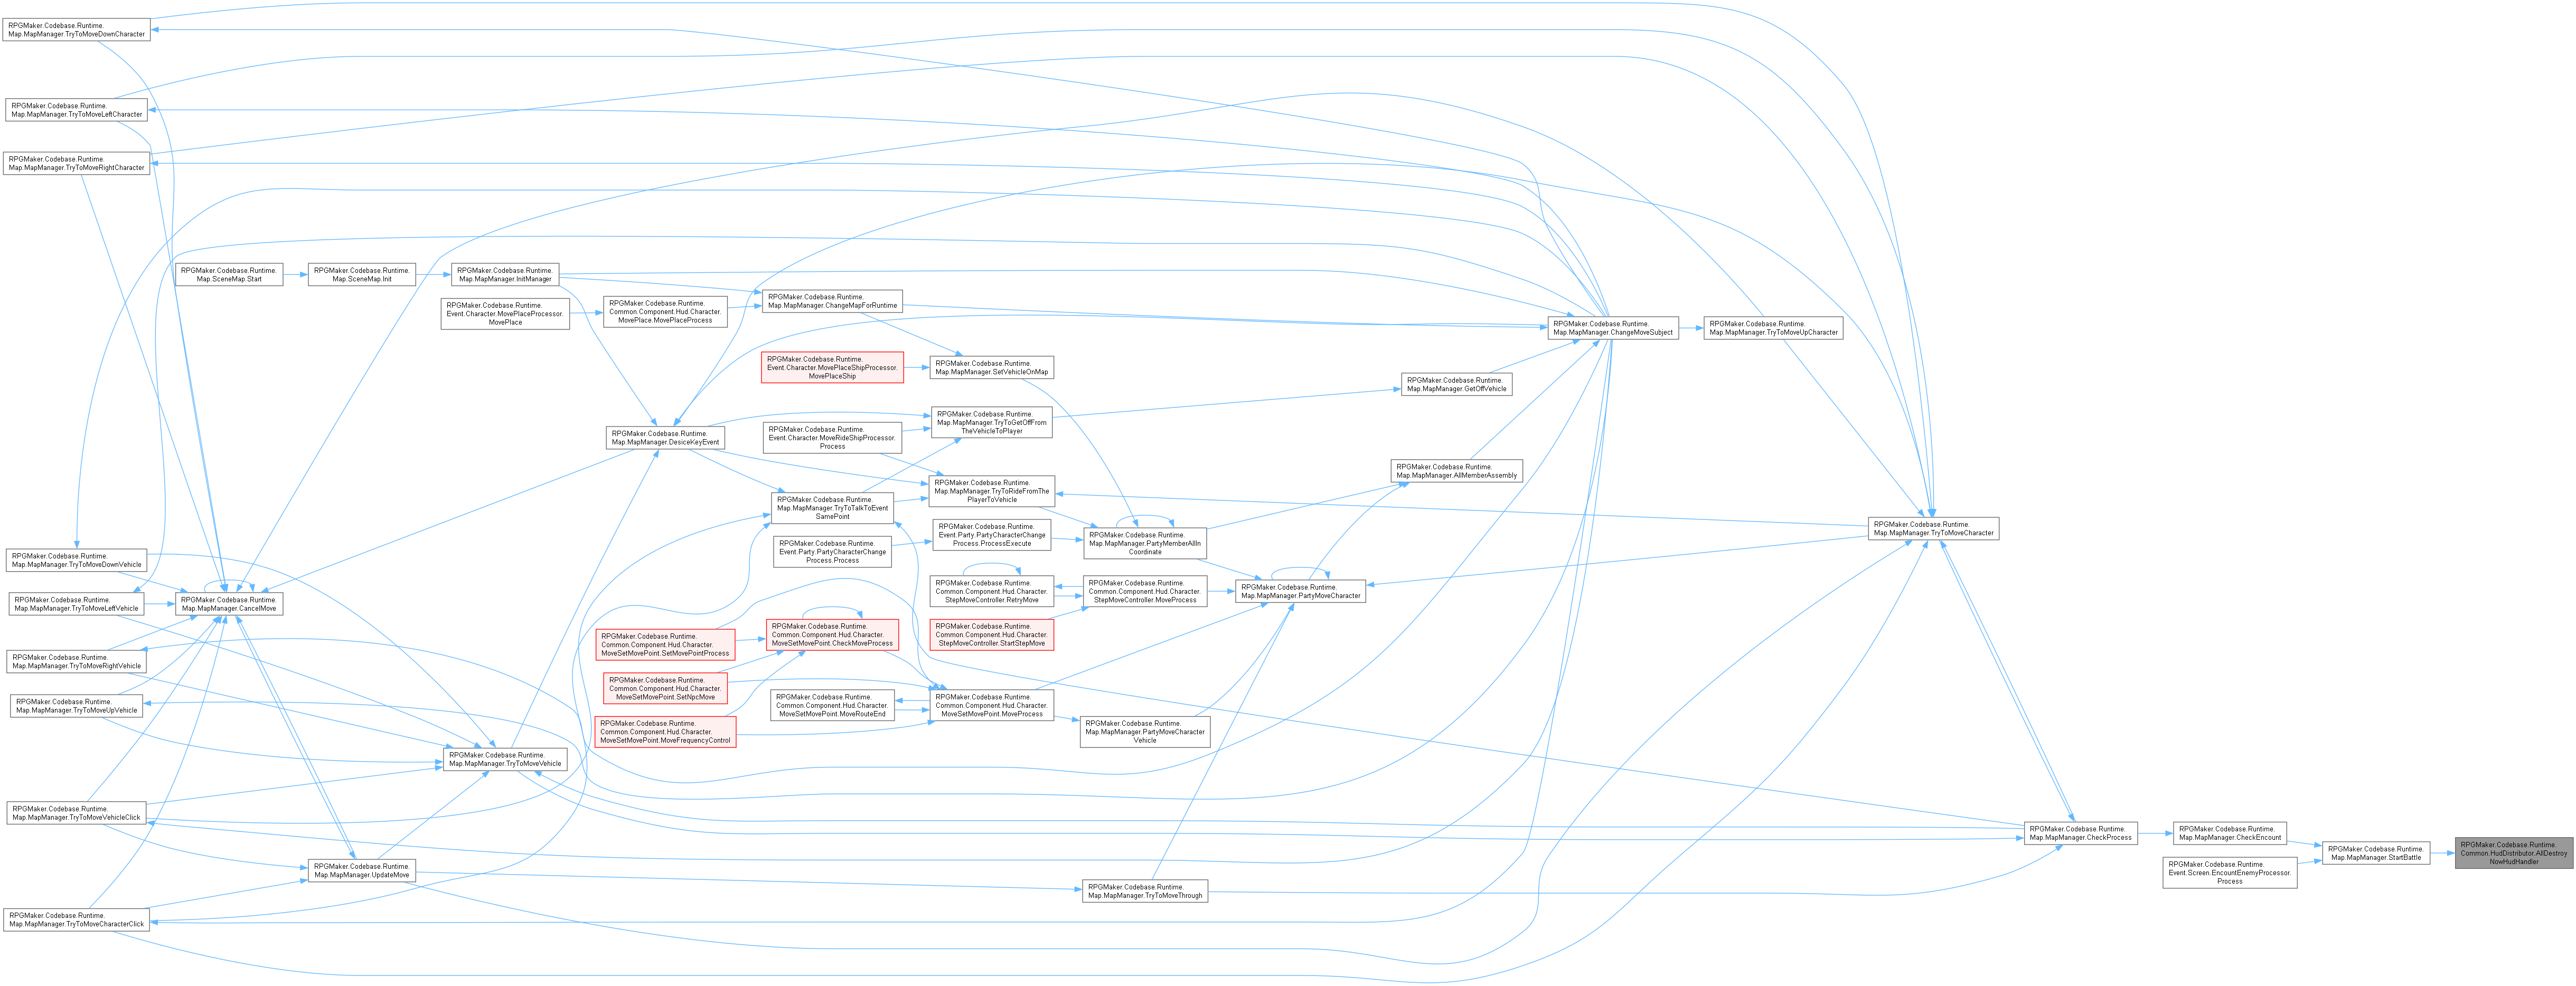 RPGMaker.Codebase.Runtime.
Map.MapManager.TryToMoveDownCharacter
RPGMaker.Codebase.Runtime.
Map.MapManager.TryToMoveLeftCharacter
RPGMaker.Codebase.Runtime.
Map.MapManager.TryToMoveRightCharacter
RPGMaker.Codebase.Runtime.
Map.SceneMap.Start
RPGMaker.Codebase.Runtime.
Map.SceneMap.Init
RPGMaker.Codebase.Runtime.
Map.MapManager.InitManager
RPGMaker.Codebase.Runtime.
Event.Character.MovePlaceProcessor.
MovePlace
RPGMaker.Codebase.Runtime.
Common.Component.Hud.Character.
MovePlace.MovePlaceProcess
RPGMaker.Codebase.Runtime.
Map.MapManager.ChangeMapForRuntime
RPGMaker.Codebase.Runtime.
Map.MapManager.ChangeMoveSubject
RPGMaker.Codebase.Runtime.
Map.MapManager.TryToMoveUpCharacter
RPGMaker.Codebase.Runtime.
Event.Character.MovePlaceShipProcessor.
MovePlaceShip
RPGMaker.Codebase.Runtime.
Map.MapManager.SetVehicleOnMap
RPGMaker.Codebase.Runtime.
Map.MapManager.GetOffVehicle
RPGMaker.Codebase.Runtime.
Map.MapManager.DesiceKeyEvent
RPGMaker.Codebase.Runtime.
Event.Character.MoveRideShipProcessor.
Process
RPGMaker.Codebase.Runtime.
Map.MapManager.TryToGetOffFrom
TheVehicleToPlayer
RPGMaker.Codebase.Runtime.
Map.MapManager.AllMemberAssembly
RPGMaker.Codebase.Runtime.
Map.MapManager.TryToTalkToEvent
SamePoint
RPGMaker.Codebase.Runtime.
Map.MapManager.TryToRideFromThe
PlayerToVehicle
RPGMaker.Codebase.Runtime.
Event.Party.PartyCharacterChange
Process.Process
RPGMaker.Codebase.Runtime.
Event.Party.PartyCharacterChange
Process.ProcessExecute
RPGMaker.Codebase.Runtime.
Map.MapManager.PartyMemberAllIn
Coordinate
RPGMaker.Codebase.Runtime.
Map.MapManager.TryToMoveCharacter
RPGMaker.Codebase.Runtime.
Map.MapManager.TryToMoveDownVehicle
RPGMaker.Codebase.Runtime.
Map.MapManager.TryToMoveLeftVehicle
RPGMaker.Codebase.Runtime.
Map.MapManager.CancelMove
RPGMaker.Codebase.Runtime.
Common.Component.Hud.Character.
StepMoveController.RetryMove
RPGMaker.Codebase.Runtime.
Common.Component.Hud.Character.
StepMoveController.MoveProcess
RPGMaker.Codebase.Runtime.
Map.MapManager.PartyMoveCharacter
RPGMaker.Codebase.Runtime.
Common.Component.Hud.Character.
MoveSetMovePoint.SetMovePointProcess
RPGMaker.Codebase.Runtime.
Common.Component.Hud.Character.
MoveSetMovePoint.CheckMoveProcess
RPGMaker.Codebase.Runtime.
Common.Component.Hud.Character.
StepMoveController.StartStepMove
RPGMaker.Codebase.Runtime.
Map.MapManager.TryToMoveRightVehicle
RPGMaker.Codebase.Runtime.
Common.Component.Hud.Character.
MoveSetMovePoint.SetNpcMove
RPGMaker.Codebase.Runtime.
Common.Component.Hud.Character.
MoveSetMovePoint.MoveRouteEnd
RPGMaker.Codebase.Runtime.
Common.Component.Hud.Character.
MoveSetMovePoint.MoveProcess
RPGMaker.Codebase.Runtime.
Map.MapManager.TryToMoveUpVehicle
RPGMaker.Codebase.Runtime.
Common.Component.Hud.Character.
MoveSetMovePoint.MoveFrequencyControl
RPGMaker.Codebase.Runtime.
Map.MapManager.PartyMoveCharacter
Vehicle
RPGMaker.Codebase.Runtime.
Map.MapManager.TryToMoveVehicle
RPGMaker.Codebase.Runtime.
Map.MapManager.TryToMoveVehicleClick
RPGMaker.Codebase.Runtime.
Map.MapManager.CheckProcess
RPGMaker.Codebase.Runtime.
Map.MapManager.CheckEncount
RPGMaker.Codebase.Runtime.
Map.MapManager.StartBattle
RPGMaker.Codebase.Runtime.
Common.HudDistributor.AllDestroy
NowHudHandler
RPGMaker.Codebase.Runtime.
Event.Screen.EncountEnemyProcessor.
Process
RPGMaker.Codebase.Runtime.
Map.MapManager.UpdateMove
RPGMaker.Codebase.Runtime.
Map.MapManager.TryToMoveThrough
RPGMaker.Codebase.Runtime.
Map.MapManager.TryToMoveCharacterClick